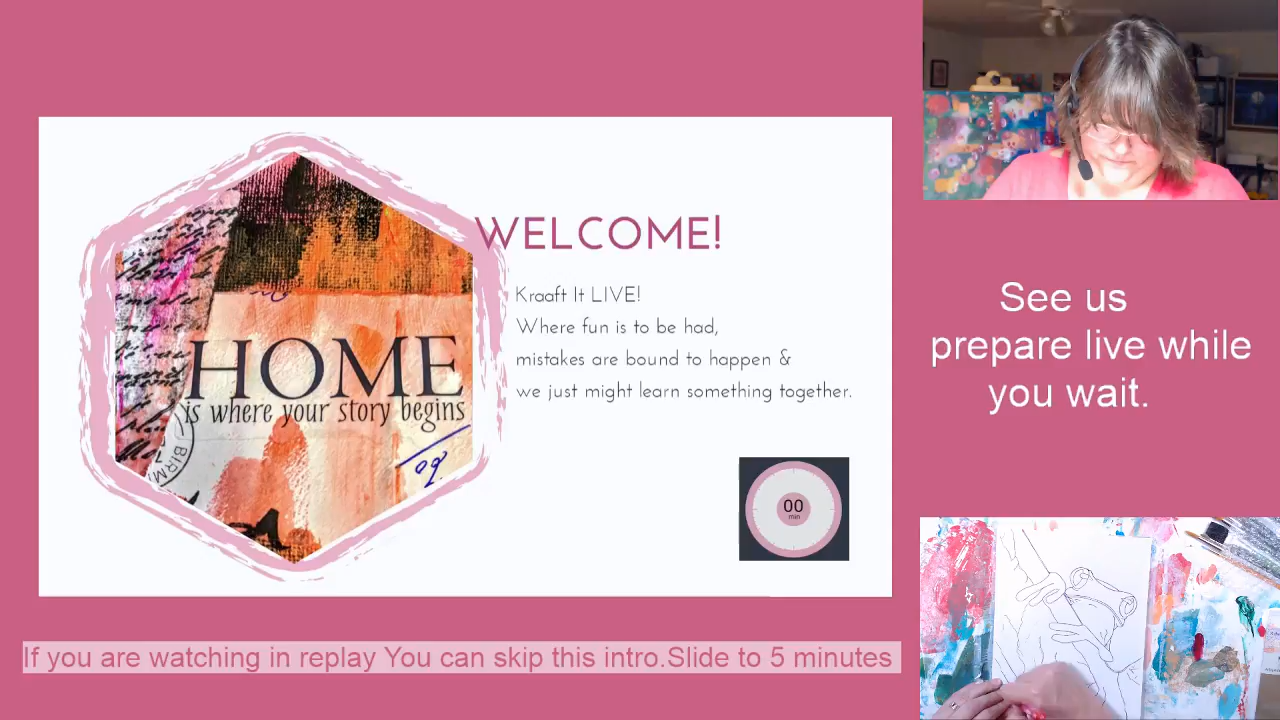 WELCOME!
Kraaft It LIVE!
Where fun is to be had,
mistakes are bound to happen &
we just might learn something together.
HOME
is where your story begins
BIRM
00
min
See us
prepare live while
you wait.
If you are watching in replay You can skip this intro.Slide to 5 minutes